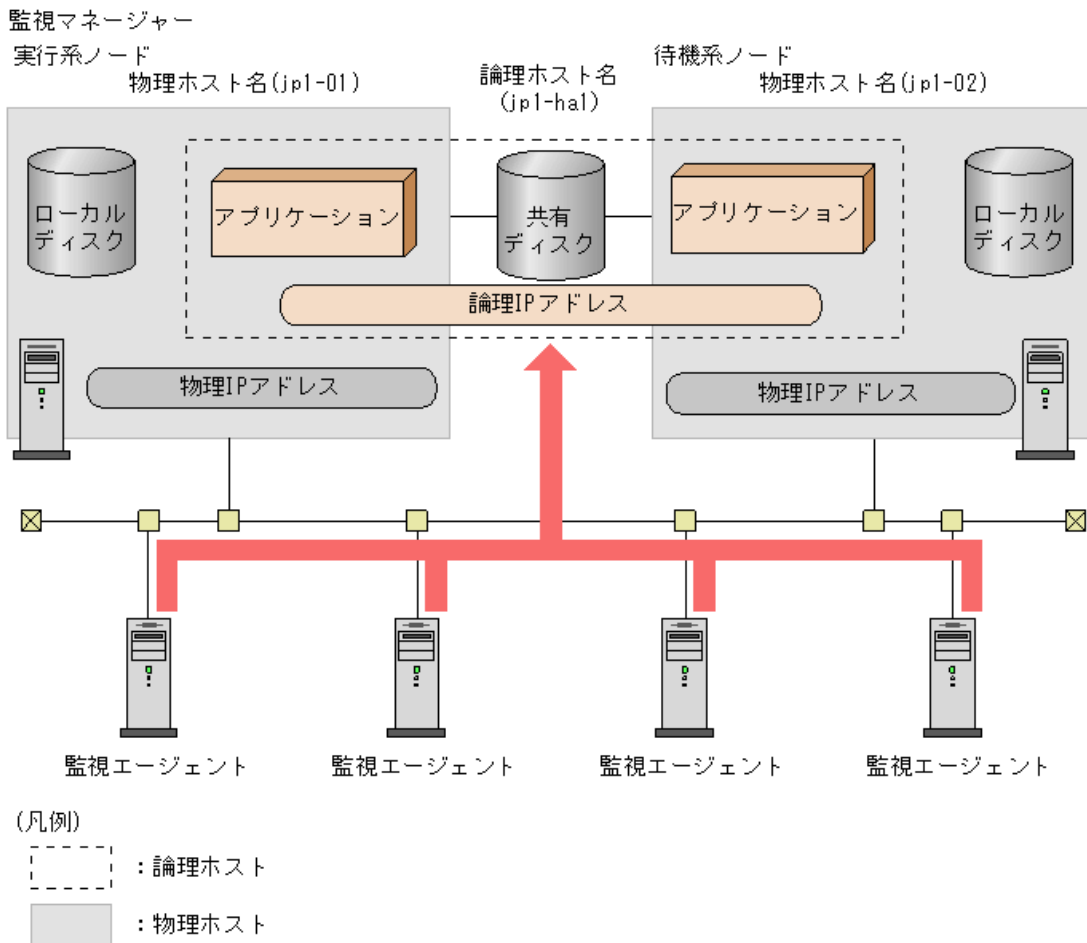 監視マネージャー
実行系ノード
物理ホスト名(jp1-01)
論理ホスト名
(jp1-ha1)
待機系ノード
物理ホスト名(jp1-02)
ローカル
ディスク
アプリケーション
共有
ディスク
アプリケーション
ローカル
ディスク
論理IPアドレス
物理IPアドレス
物理IPアドレス
監視エージェント
監視エージェント
監視エージェント
監視エージェント
(凡例)
：論理ホスト
：物理ホスト